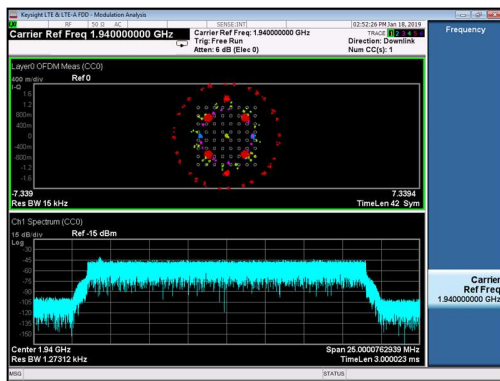 Keysight LTE & LTE-A FDD - Modulation Analysis
RF 50 Ω AC SENSE:INT 02:52:26 PM Jan 18, 2019
Carrier Ref Freq 1.940000000 GHz
Carrier Ref Freq: 1.940000000 GHz
Trig: Free Run
Atten: 6 dB (Elec 0)
TRACE 1 2 3 4 5 6
Direction: Downlink
Num CC(s): 1
Frequency
Layer0 OFDM Meas (CC0)
400 m/div Ref 0
I-Q
1.6
1.2
800m
400m
0
-400m
-800m
-1.2
-1.6
-7.339 7.3394
Res BW 15 kHz TimeLen 42 Sym
Ch1 Spectrum (CC0)
15 dB/div Ref -15 dBm
Log
-30
-45
-60
-75
-90
-105
-120
-135
-150
Center 1.94 GHz Span 25.0000762939 MHz
Res BW 1.27312 kHz TimeLen 3.000023 ms
Carrier
Ref Freq
1.940000000 GHz
MSG STATUS